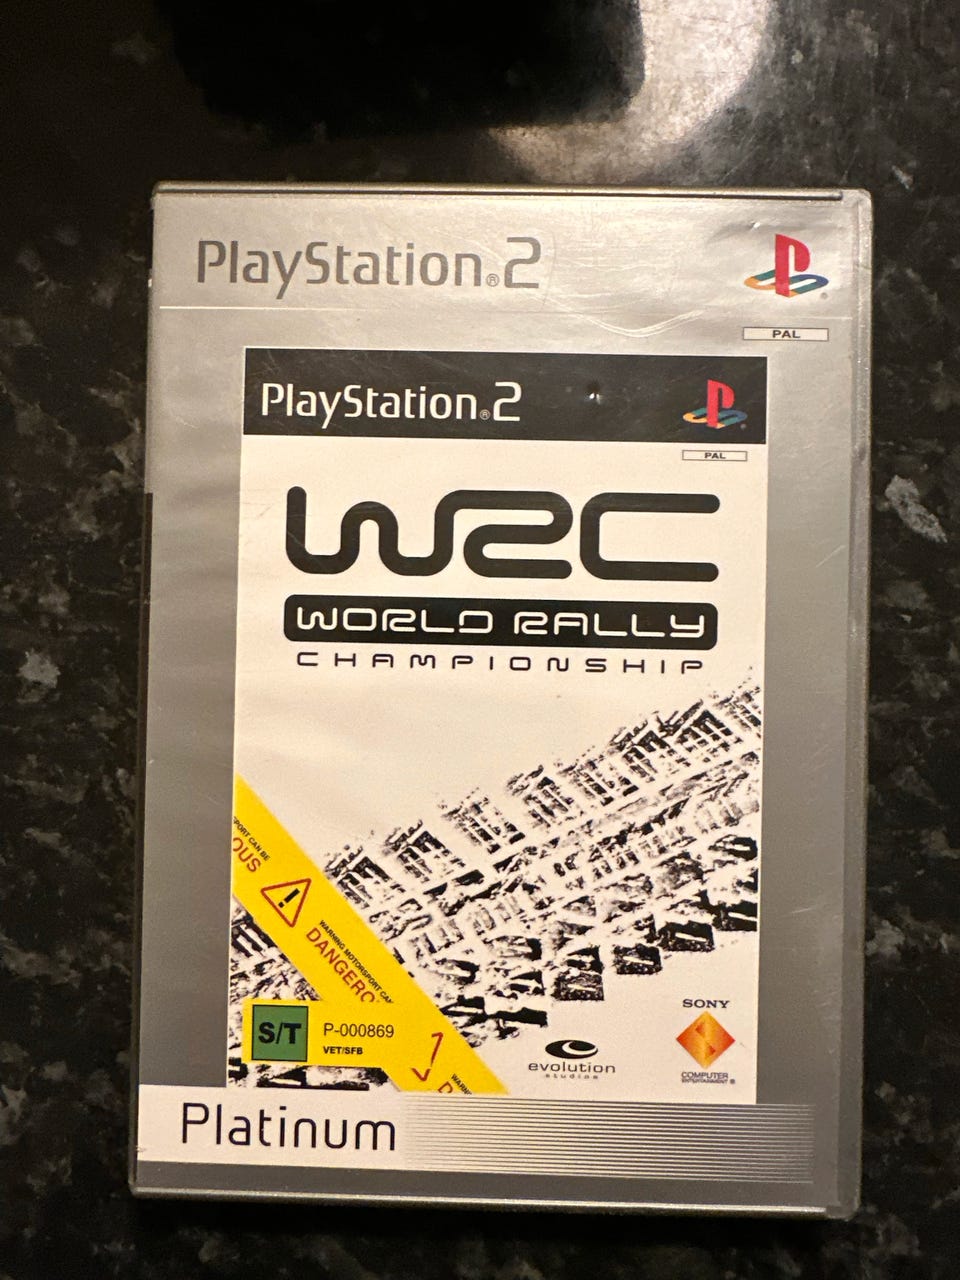 PlayStation®2
PAL
PlayStation®2
PAL
WRC
WORLD RALLY
CHAMPIONSHIP
PORT CAN BE
OUS
WARNING MOTORSPORT CAN
DANGERO
S/T
P-000869
VET/SFB
WARN
D
evolution
studios
SONY
COMPUTER
ENTERTAINMENT®
Platinum